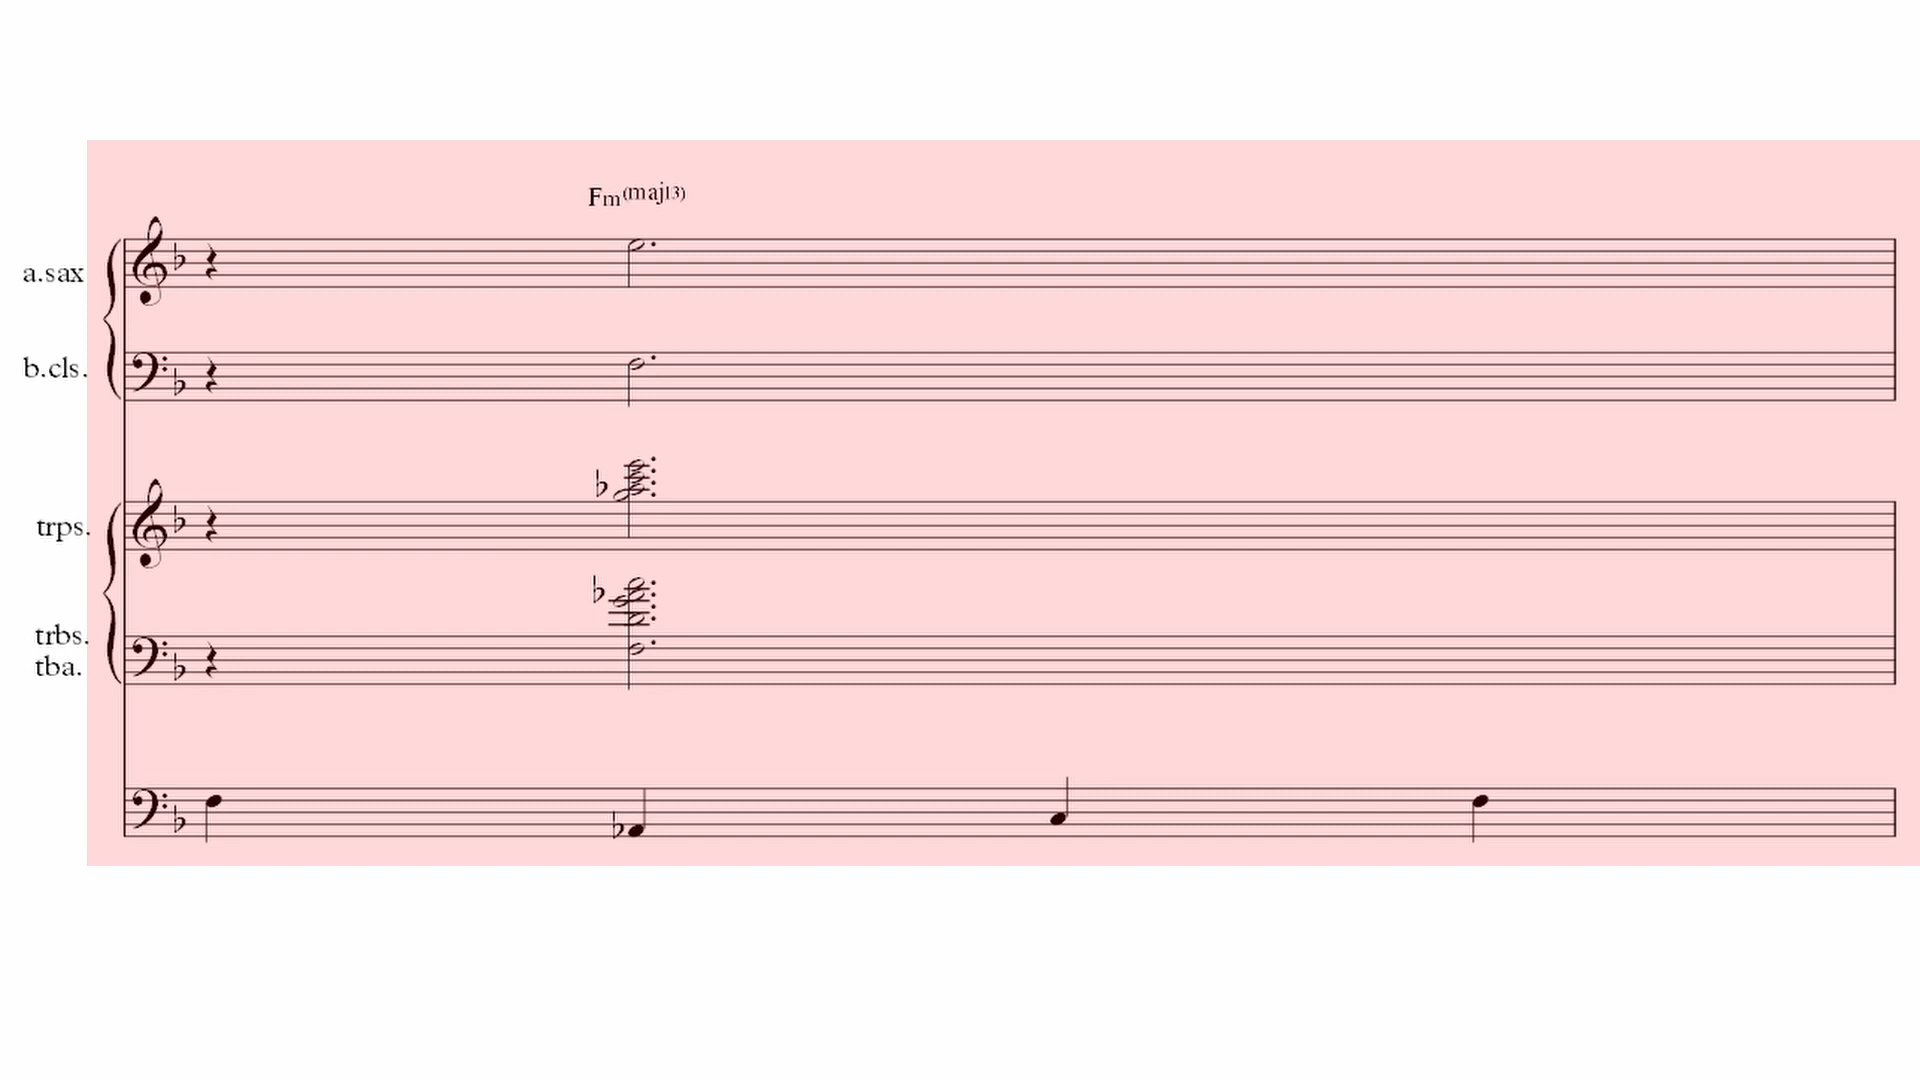 Fm(maj13)
a.sax
b.cls.
trps.
trbs.
tba.